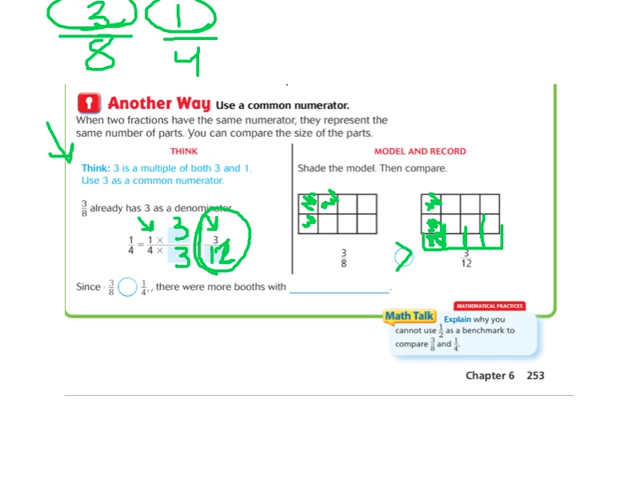 3/8 1/4
Another Way Use a common numerator.
When two fractions have the same numerator, they represent the
same number of parts. You can compare the size of the parts.
THINK
Think: 3 is a multiple of both 3 and 1.
Use 3 as a common numerator.
3/8 already has 3 as a denominator.
1/4 = 1 × 3 / 4 × 3 = 3/12
MODEL AND RECORD
Shade the model. Then compare.
3/8 > 3/12
Since 3/8 ◯ 1/4, there were more booths with ____________.
MATHEMATICAL PRACTICES
Math Talk Explain why you
cannot use 1/2 as a benchmark to
compare 3/8 and 1/4.
Chapter 6 253